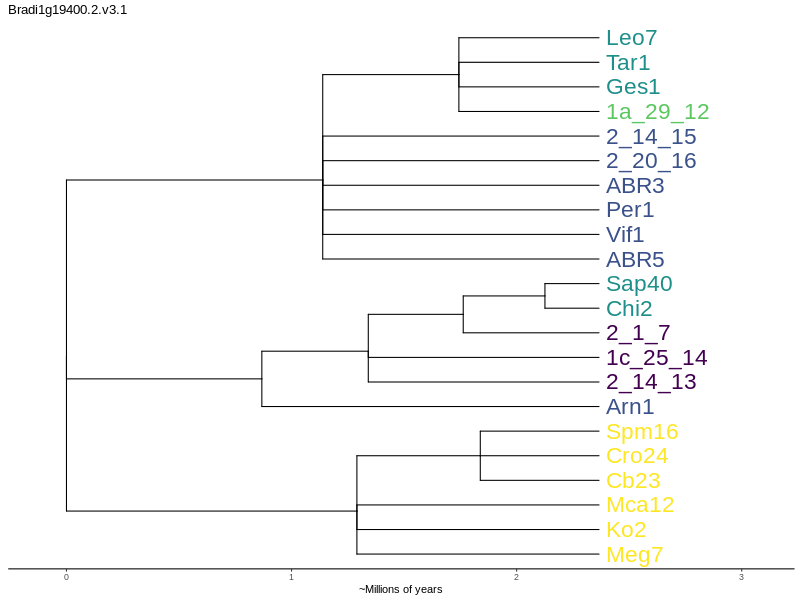 Bradi1g19400.2.v3.1
Leo7
Tar1
Ges1
1a_29_12
2_14_15
2_20_16
ABR3
Per1
Vif1
ABR5
Sap40
Chi2
2_1_7
1c_25_14
2_14_13
Arn1
Spm16
Cro24
Cb23
Mca12
Ko2
Meg7
0 1 2 3
~Millions of years